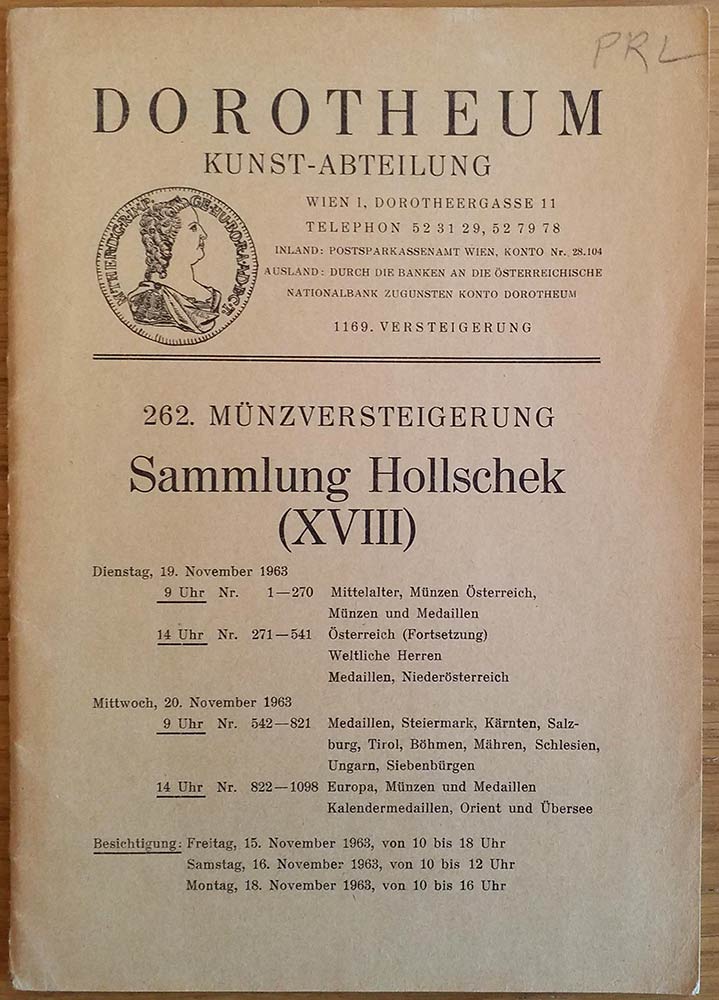 PRL
DOROTHEUM
KUNST-ABTEILUNG
WIEN I, DOROTHEERGASSE 11
TELEPHON 52 31 29, 52 79 78
INLAND: POSTSPARKASSENAMT WIEN, KONTO Nr. 28.104
AUSLAND: DURCH DIE BANKEN AN DIE ÖSTERREICHISCHE
NATIONALBANK ZUGUNSTEN KONTO DOROTHEUM
1169. VERSTEIGERUNG
M·THER·D·G·R·IMP· GE·HU·BO·R·A·A·D·B·C·T·
262. MÜNZVERSTEIGERUNG
Sammlung Hollschek
(XVIII)
Dienstag, 19. November 1963
9 Uhr Nr. 1—270 Mittelalter, Münzen Österreich,
Münzen und Medaillen
14 Uhr Nr. 271—541 Österreich (Fortsetzung)
Weltliche Herren
Medaillen, Niederösterreich
Mittwoch, 20. November 1963
9 Uhr Nr. 542—821 Medaillen, Steiermark, Kärnten, Salz-
burg, Tirol, Böhmen, Mähren, Schlesien,
Ungarn, Siebenbürgen
14 Uhr Nr. 822—1098 Europa, Münzen und Medaillen
Kalendermedaillen, Orient und Übersee
Besichtigung: Freitag, 15. November 1963, von 10 bis 18 Uhr
Samstag, 16. November 1963, von 10 bis 12 Uhr
Montag, 18. November 1963, von 10 bis 16 Uhr